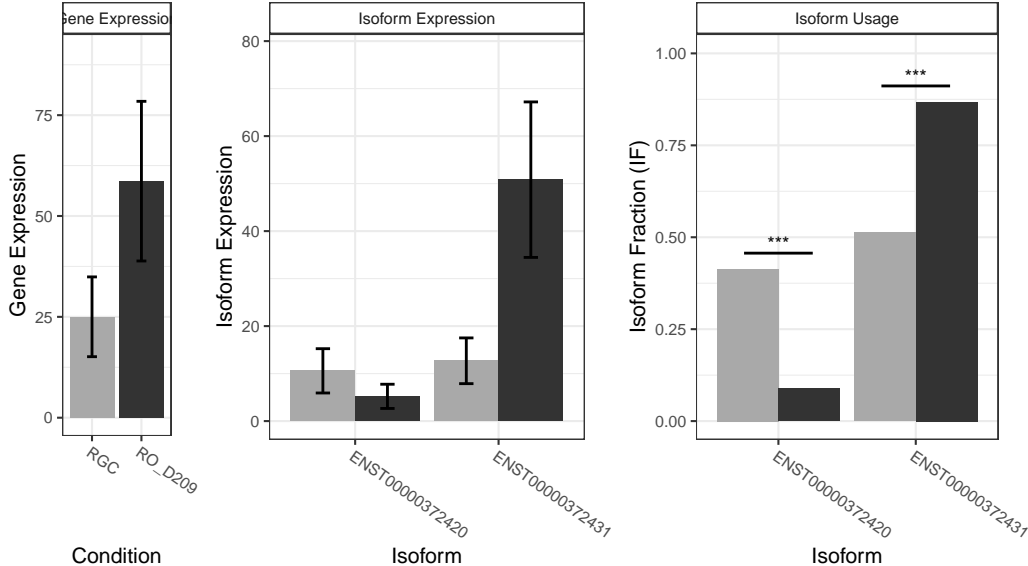 Gene Expression
Gene Expression
75
50
25
0
RGC
RO_D209
Condition
Isoform Expression
Isoform Expression
80
60
40
20
0
ENST00000372420
ENST00000372431
Isoform
Isoform Usage
Isoform Fraction (IF)
1.00
0.75
0.50
0.25
0.00
***
***
ENST00000372420
ENST00000372431
Isoform